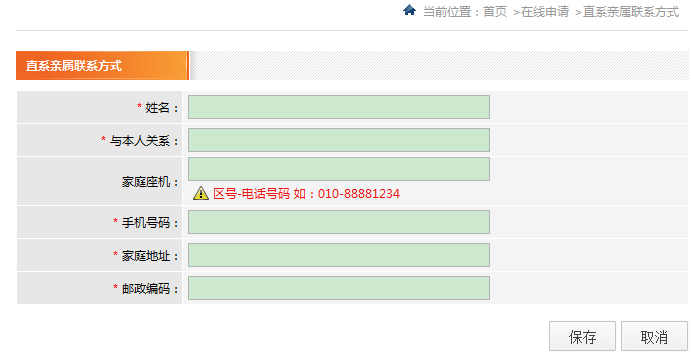 当前位置：首页 >在线申请 >直系亲属联系方式
直系亲属联系方式
* 姓名：
* 与本人关系：
家庭座机：
区号-电话号码 如：010-88881234
* 手机号码：
* 家庭地址：
* 邮政编码：
保存 取消